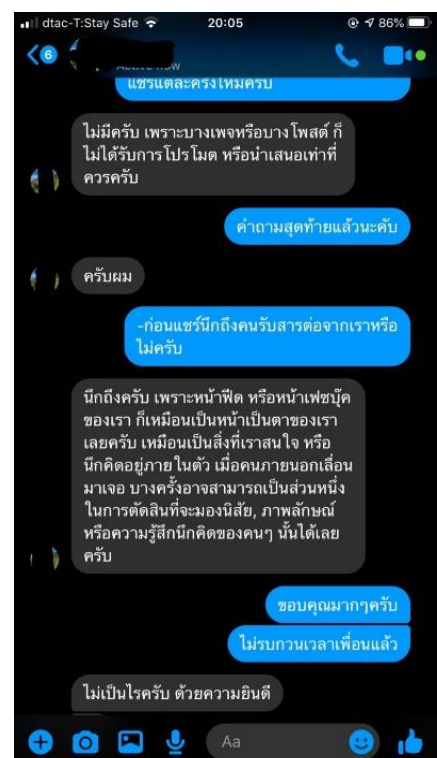 dtac-T:Stay Safe 20:05 86%
6
Active now
แชร์แต่ละครั้งไหมครับ
ไม่มีครับ เพราะบางเพจหรือบางโพสต์ ก็
ไม่ได้รับการโปรโมต หรือนำเสนอเท่าที่
ควรครับ
คำถามสุดท้ายแล้วนะคับ
ครับผม
-ก่อนแชร์นึกถึงคนรับสารต่อจากเราหรือ
ไม่ครับ
นึกถึงครับ เพราะหน้าฟีด หรือหน้าเฟซบุ๊ค
ของเรา ก็เหมือนเป็นหน้าเป็นตาของเรา
เลยครับ เหมือนเป็นสิ่งที่เราสนใจ หรือ
นึกคิดอยู่ภายในตัว เมื่อคนภายนอกเลื่อน
มาเจอ บางครั้งอาจสามารถเป็นส่วนหนึ่ง
ในการตัดสินที่จะมองนิสัย, ภาพลักษณ์
หรือความรู้สึกนึกคิดของคนๆ นั้นได้เลย
ครับ
ขอบคุณมากๆครับ
ไม่รบกวนเวลาเพื่อนแล้ว
ไม่เป็นไรครับ ด้วยความยินดี
Aa